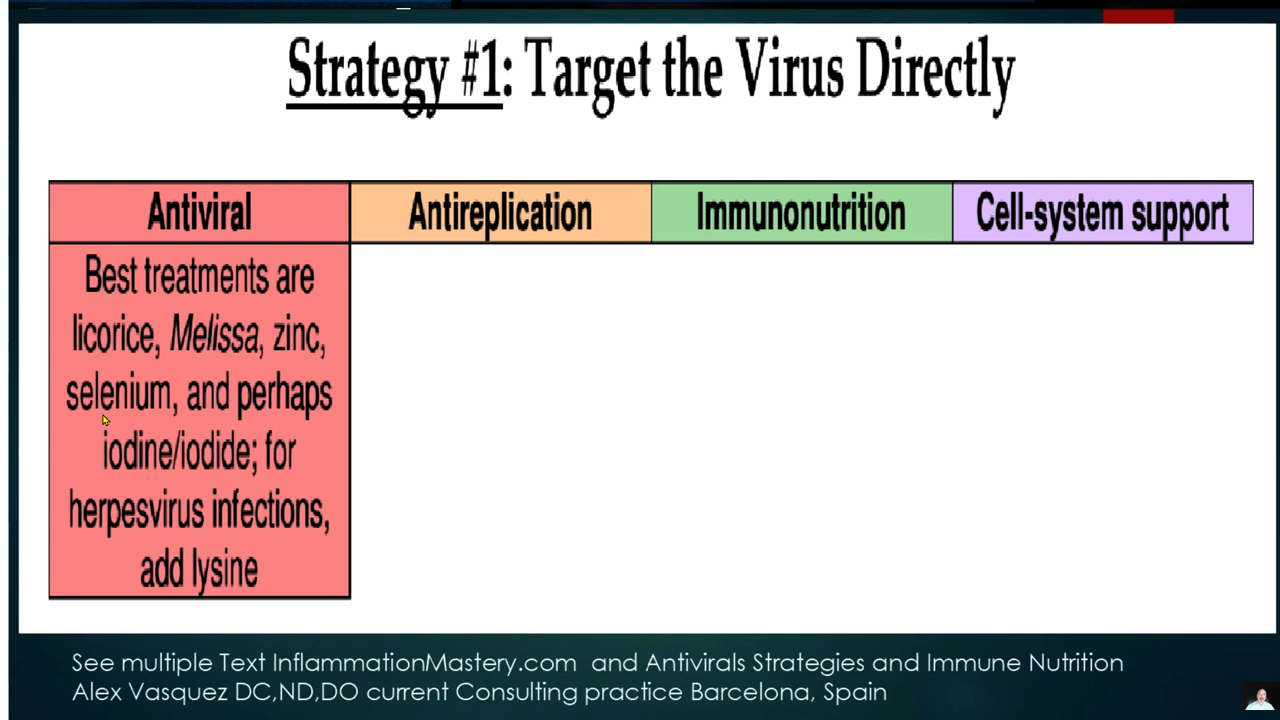 Strategy #1: Target the Virus Directly
Antiviral
Antireplication
Immunonutrition
Cell-system support
Best treatments are
licorice, Melissa, zinc,
selenium, and perhaps
iodine/iodide; for
herpesvirus infections,
add lysine
See multiple Text InflammationMastery.com and Antivirals Strategies and Immune Nutrition
Alex Vasquez DC,ND,DO current Consulting practice Barcelona, Spain